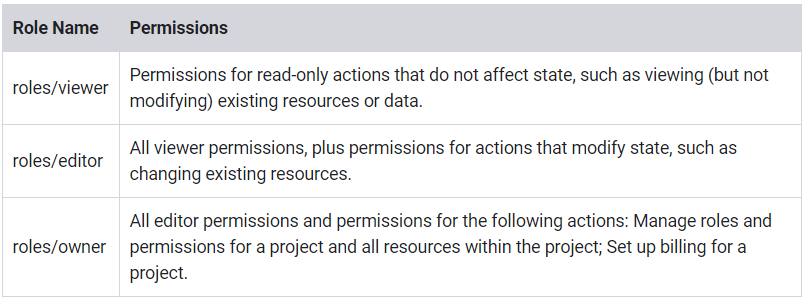 Role Name Permissions
roles/viewer
Permissions for read-only actions that do not affect state, such as viewing (but not
modifying) existing resources or data.
roles/editor
All viewer permissions, plus permissions for actions that modify state, such as
changing existing resources.
roles/owner
All editor permissions and permissions for the following actions: Manage roles and
permissions for a project and all resources within the project; Set up billing for a
project.